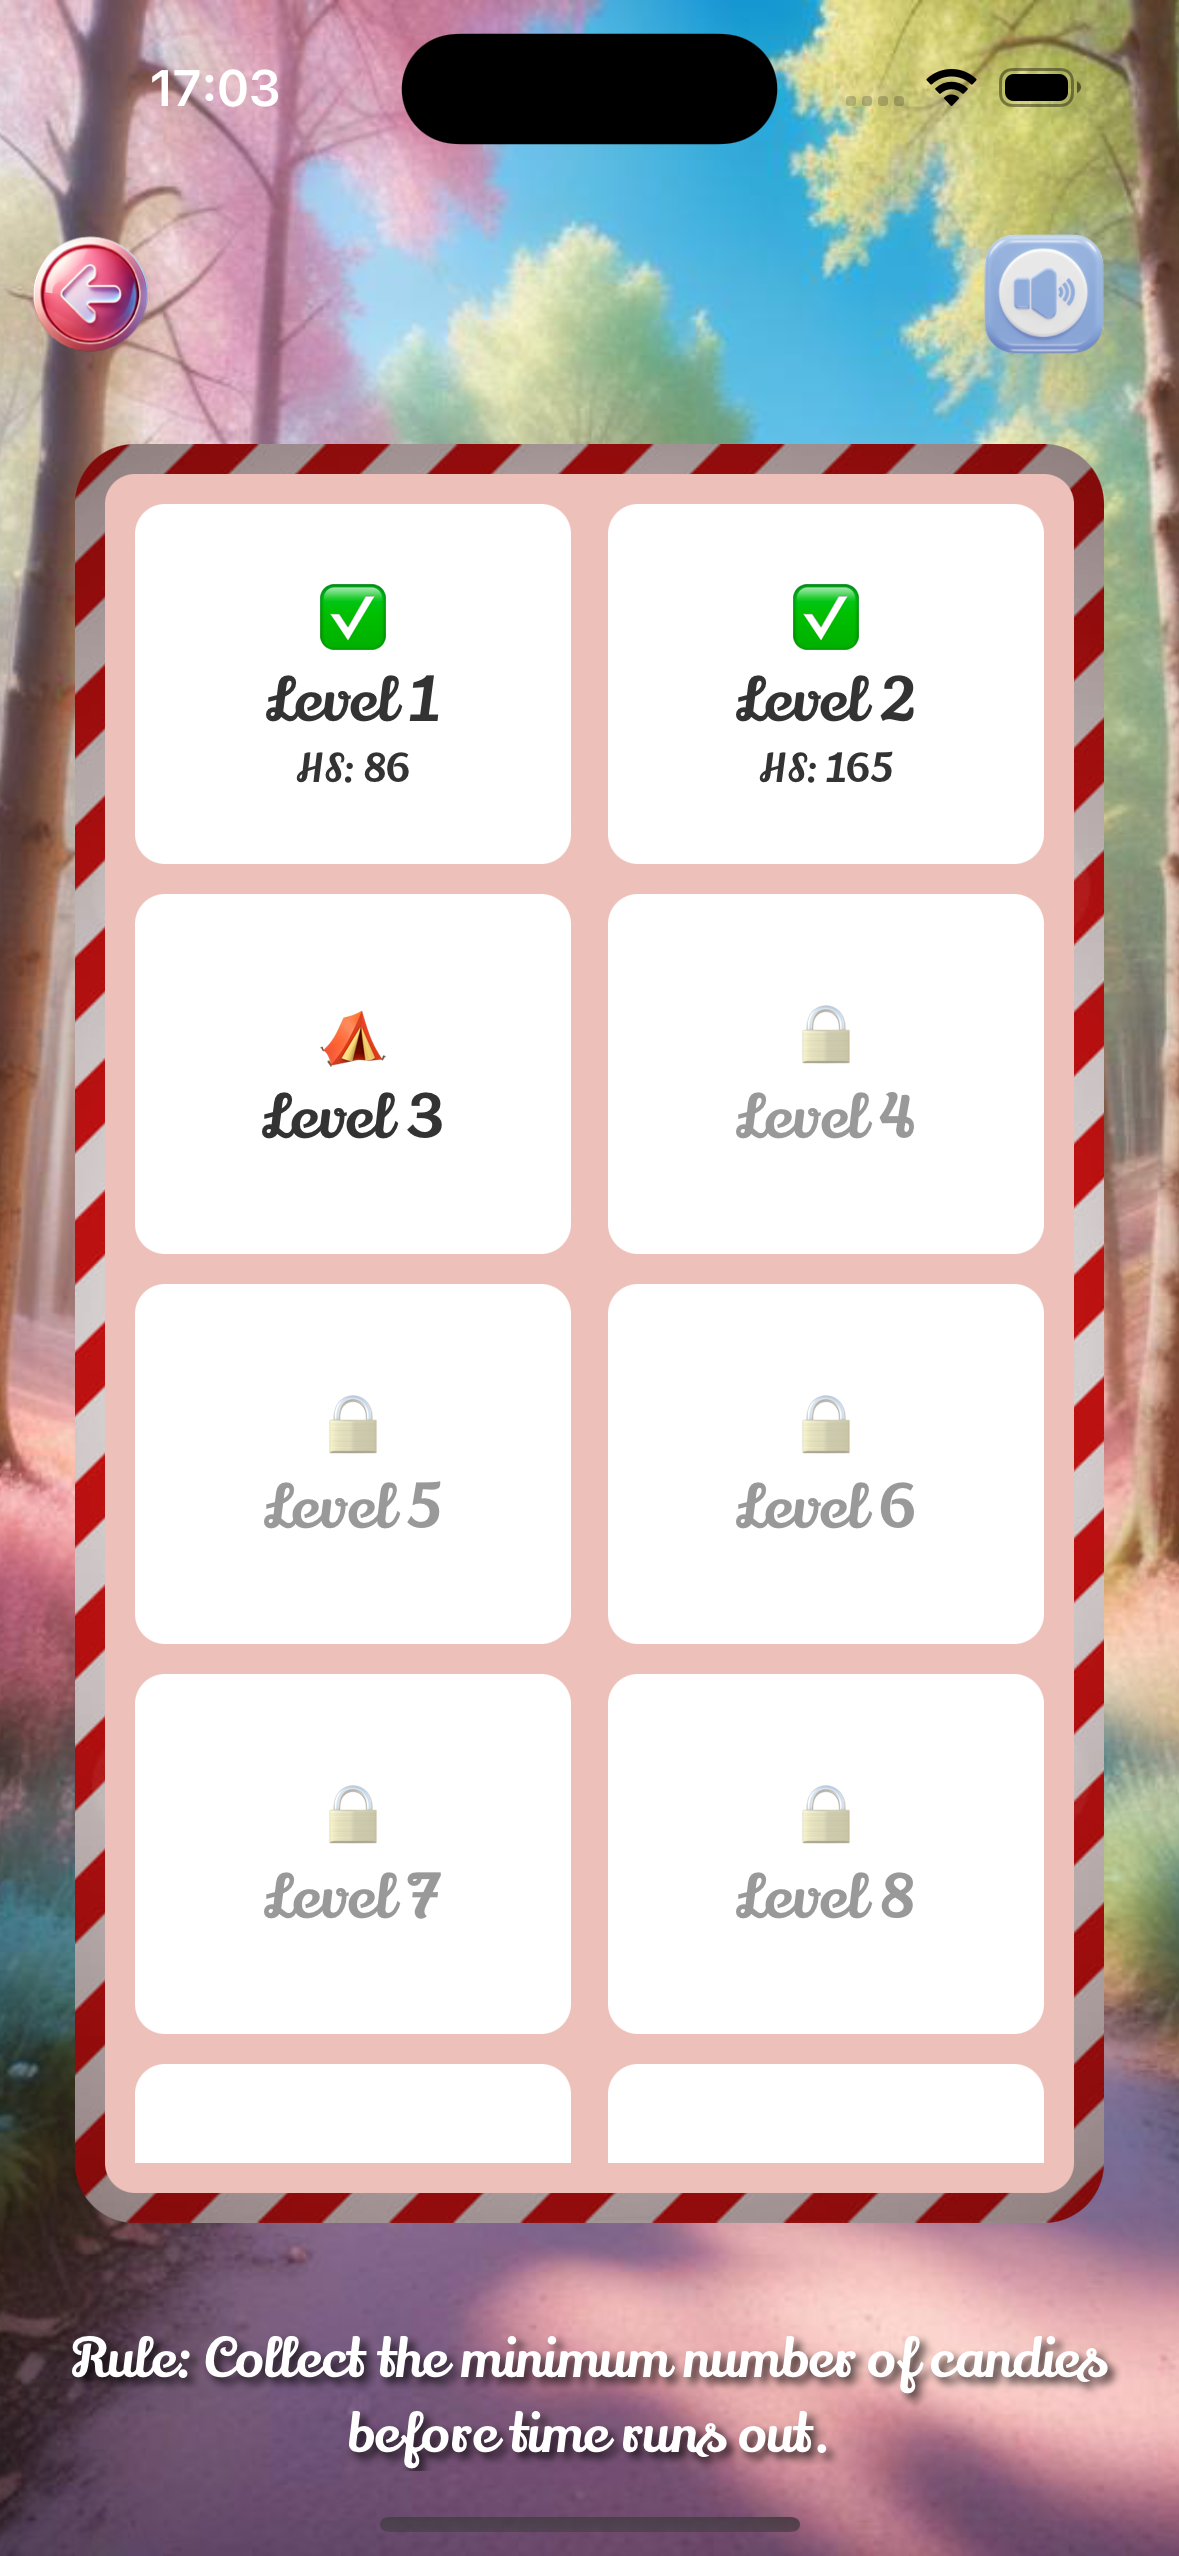 17:03
Level 1
HS: 86
Level 2
HS: 165
Level 3
Level 4
Level 5
Level 6
Level 7
Level 8
Rule: Collect the minimum number of candies
before time runs out.